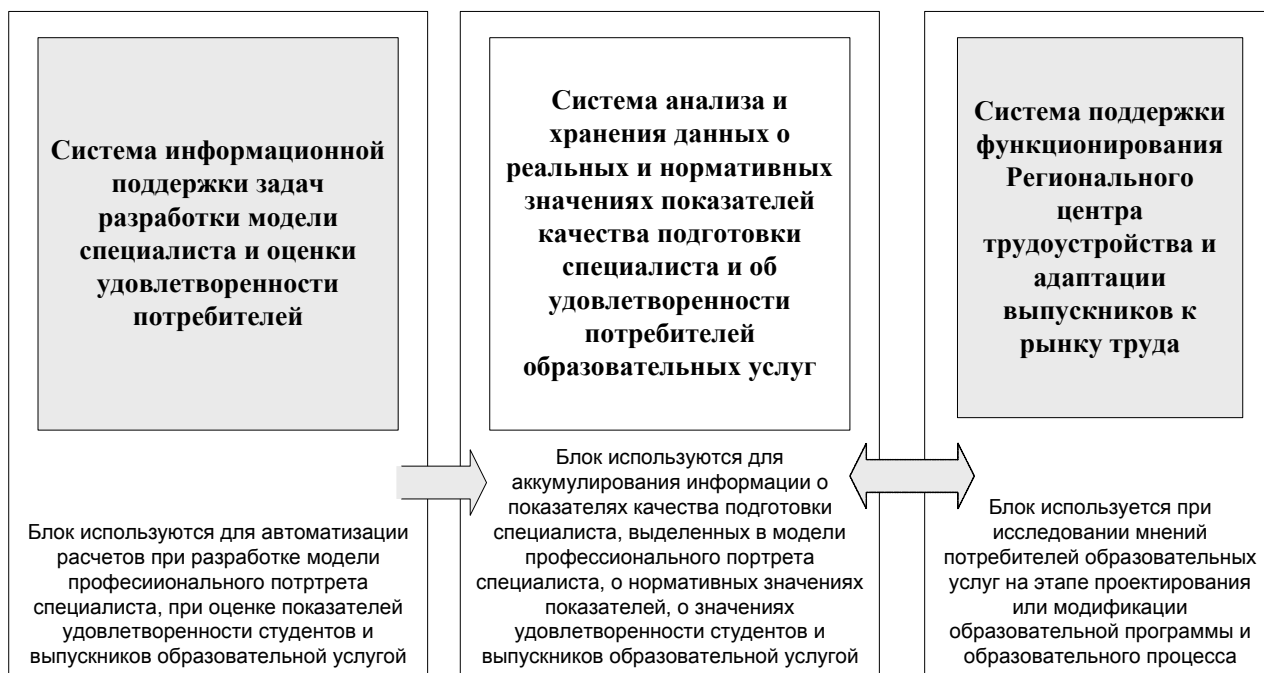 Система информационной
поддержки задач
разработки модели
специалиста и оценки
удовлетворенности
потребителей
Блок используются для автоматизации
расчетов при разработке модели
професиионального потртрета
специалиста, при оценке показателей
удовлетворенности студентов и
выпускников образовательной услугой
Система анализа и
хранения данных о
реальных и нормативных
значениях показателей
качества подготовки
специалиста и об
удовлетворенности
потребителей
образовательных услуг
Блок используются для
аккумулирования информации о
показателях качества подготовки
специалиста, выделенных в модели
профессионального портрета
специалиста, о нормативных значениях
показателей, о значениях
удовлетворенности студентов и
выпускников образовательной услугой
Система поддержки
функционирования
Регионального
центра
трудоустройства и
адаптации
выпускников к
рынку труда
Блок используется при
исследовании мнений
потребителей образовательных
услуг на этапе проектирования
или модификации
образовательной программы и
образовательного процесса